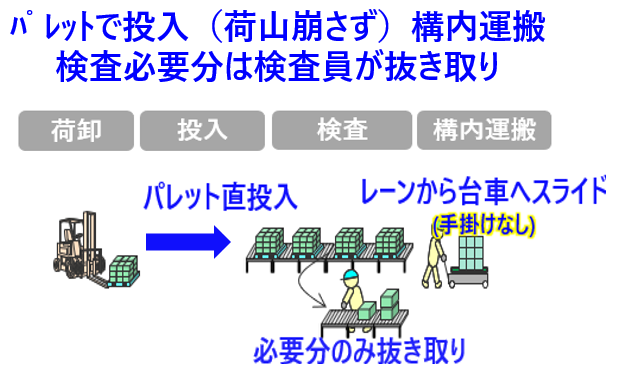 ﾊﾟﾚｯﾄで投入（荷山崩さず）構内運搬
検査必要分は検査員が抜き取り
荷卸 投入 検査 構内運搬
パレット直投入
レーンから台車へスライド
(手掛けなし)
必要分のみ抜き取り